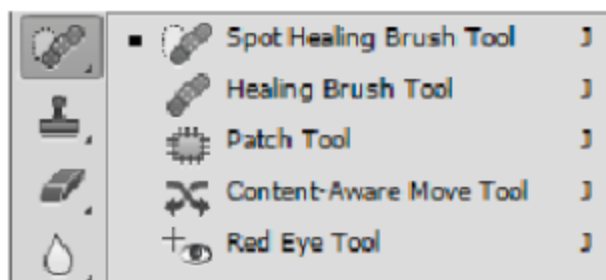 Spot Healing Brush Tool J
Healing Brush Tool J
Patch Tool J
Content-Aware Move Tool J
Red Eye Tool J